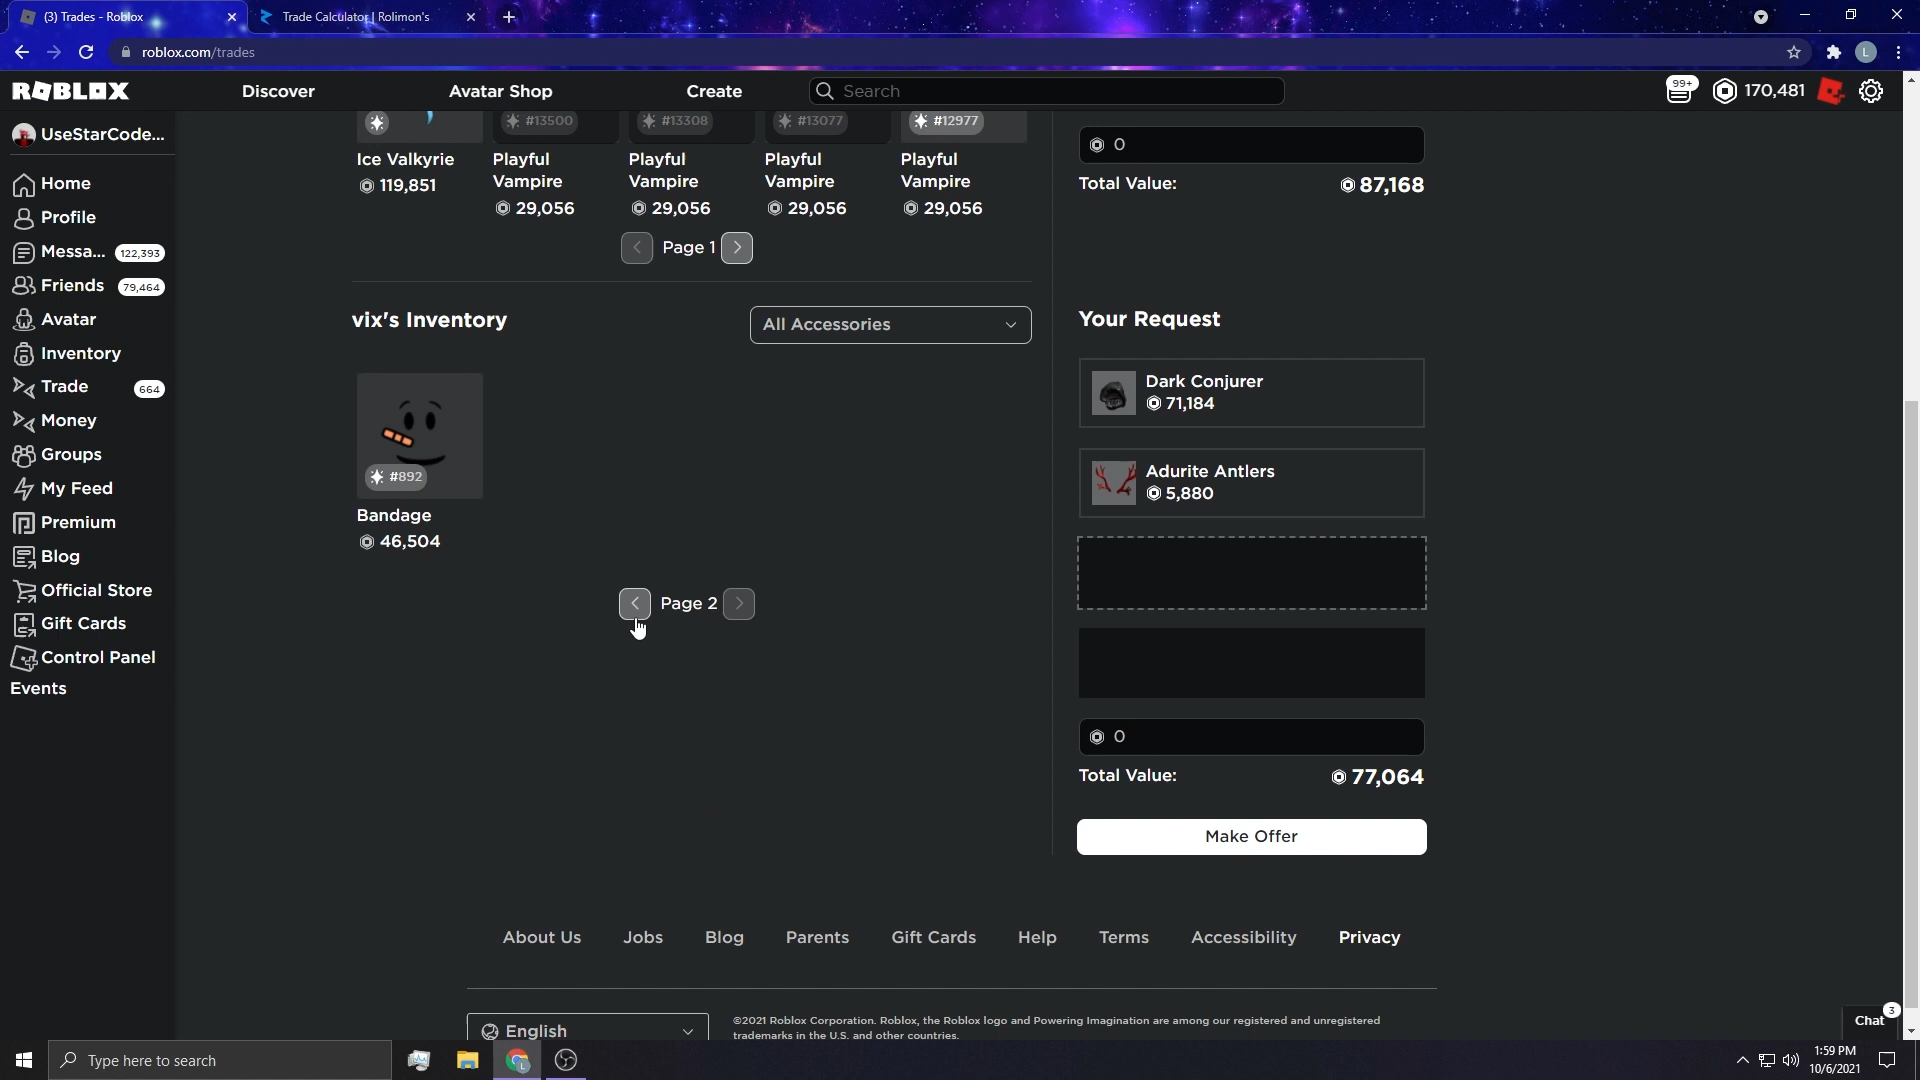 (3) Trades - Roblox
Trade Calculator | Rolimon's
roblox.com/trades
ROBLOX
Discover
Avatar Shop
Create
Search
99+
170,481
UseStarCode...
Home
Profile
Messa... 122,393
Friends 79,464
Avatar
Inventory
Trade 664
Money
Groups
My Feed
Premium
Blog
Official Store
Gift Cards
Control Panel
Events
#13500
#13308
#13077
#12977
Ice Valkyrie
119,851
Playful
Vampire
29,056
Playful
Vampire
29,056
Playful
Vampire
29,056
Playful
Vampire
29,056
Page 1
0
Total Value: 87,168
vix's Inventory
All Accessories
#892
Bandage
46,504
Page 2
Your Request
Dark Conjurer
71,184
Adurite Antlers
5,880
0
Total Value: 77,064
Make Offer
About Us
Jobs
Blog
Parents
Gift Cards
Help
Terms
Accessibility
Privacy
English
©2021 Roblox Corporation. Roblox, the Roblox logo and Powering Imagination are among our registered and unregistered
trademarks in the U.S. and other countries.
Chat
3
L
Type here to search
1:59 PM
10/6/2021